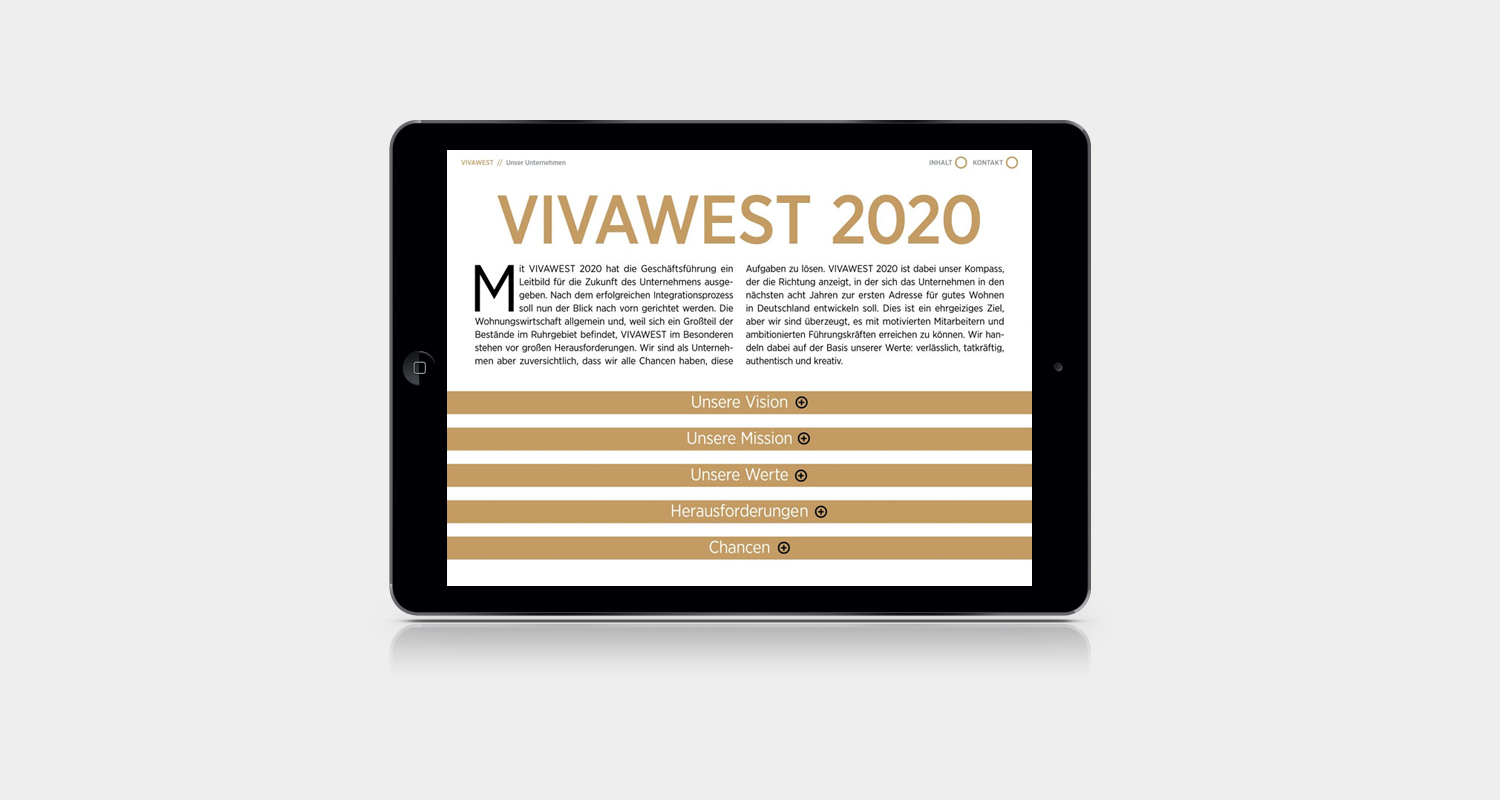 VIVAWEST // Unser Unternehmen
INHALT KONTAKT
VIVAWEST 2020
Mit VIVAWEST 2020 hat die Geschäftsführung ein
Leitbild für die Zukunft des Unternehmens ausge-
geben. Nach dem erfolgreichen Integrationsprozess
soll nun der Blick nach vorn gerichtet werden. Die
Wohnungswirtschaft allgemein und, weil sich ein Großteil der
Bestände im Ruhrgebiet befindet, VIVAWEST im Besonderen
stehen vor großen Herausforderungen. Wir sind als Unterneh-
men aber zuversichtlich, dass wir alle Chancen haben, diese
Aufgaben zu lösen. VIVAWEST 2020 ist dabei unser Kompass,
der die Richtung anzeigt, in der sich das Unternehmen in den
nächsten acht Jahren zur ersten Adresse für gutes Wohnen
in Deutschland entwickeln soll. Dies ist ein ehrgeiziges Ziel,
aber wir sind überzeugt, es mit motivierten Mitarbeitern und
ambitionierten Führungskräften erreichen zu können. Wir han-
deln dabei auf der Basis unserer Werte: verlässlich, tatkräftig,
authentisch und kreativ.
Unsere Vision
Unsere Mission
Unsere Werte
Herausforderungen
Chancen